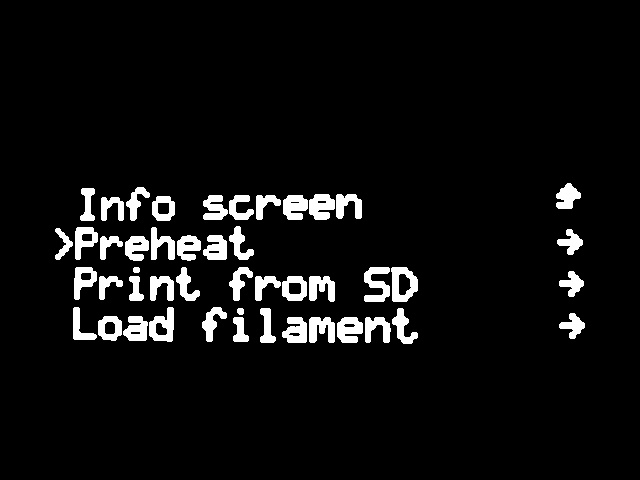 Info screen ⬏
>Preheat →
Print from SD →
Load filament →